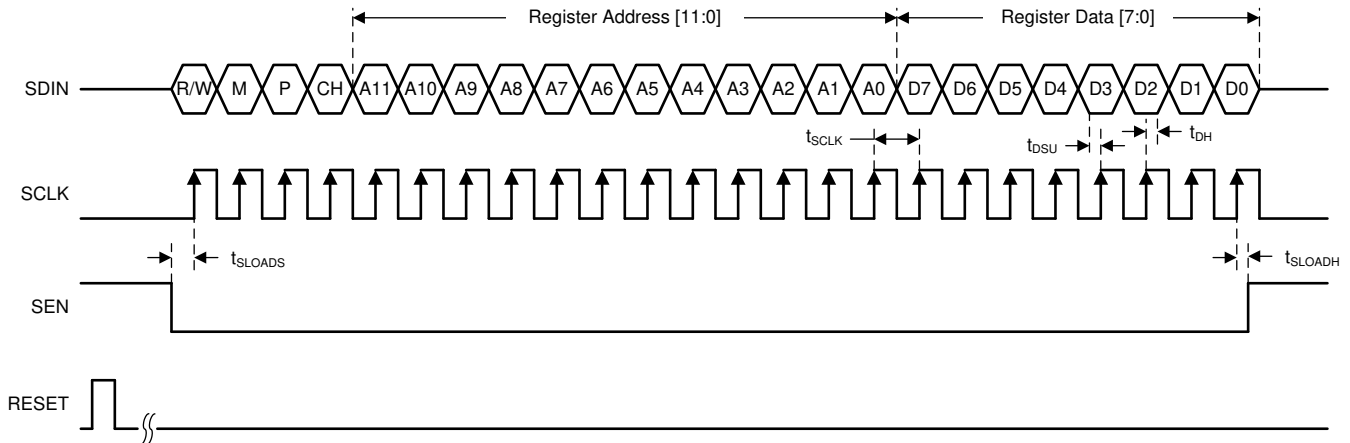 Register Address [11:0] Register Data [7:0]
SDIN R/W M P CH A11 A10 A9 A8 A7 A6 A5 A4 A3 A2 A1 A0 D7 D6 D5 D4 D3 D2 D1 D0
tSCLK tDSU tDH
SCLK
tSLOADS tSLOADH
SEN
RESET